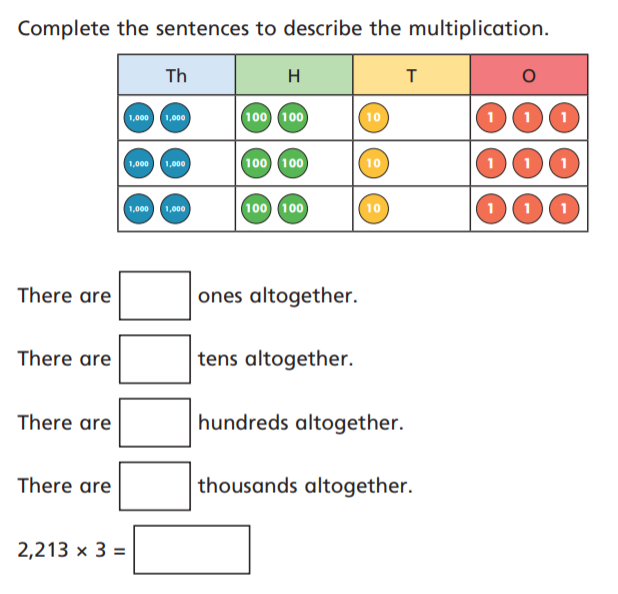 Complete the sentences to describe the multiplication.
Th H T O
1,000 1,000 100 100 10 1 1 1
1,000 1,000 100 100 10 1 1 1
1,000 1,000 100 100 10 1 1 1
There are ones altogether.
There are tens altogether.
There are hundreds altogether.
There are thousands altogether.
2,213 × 3 =